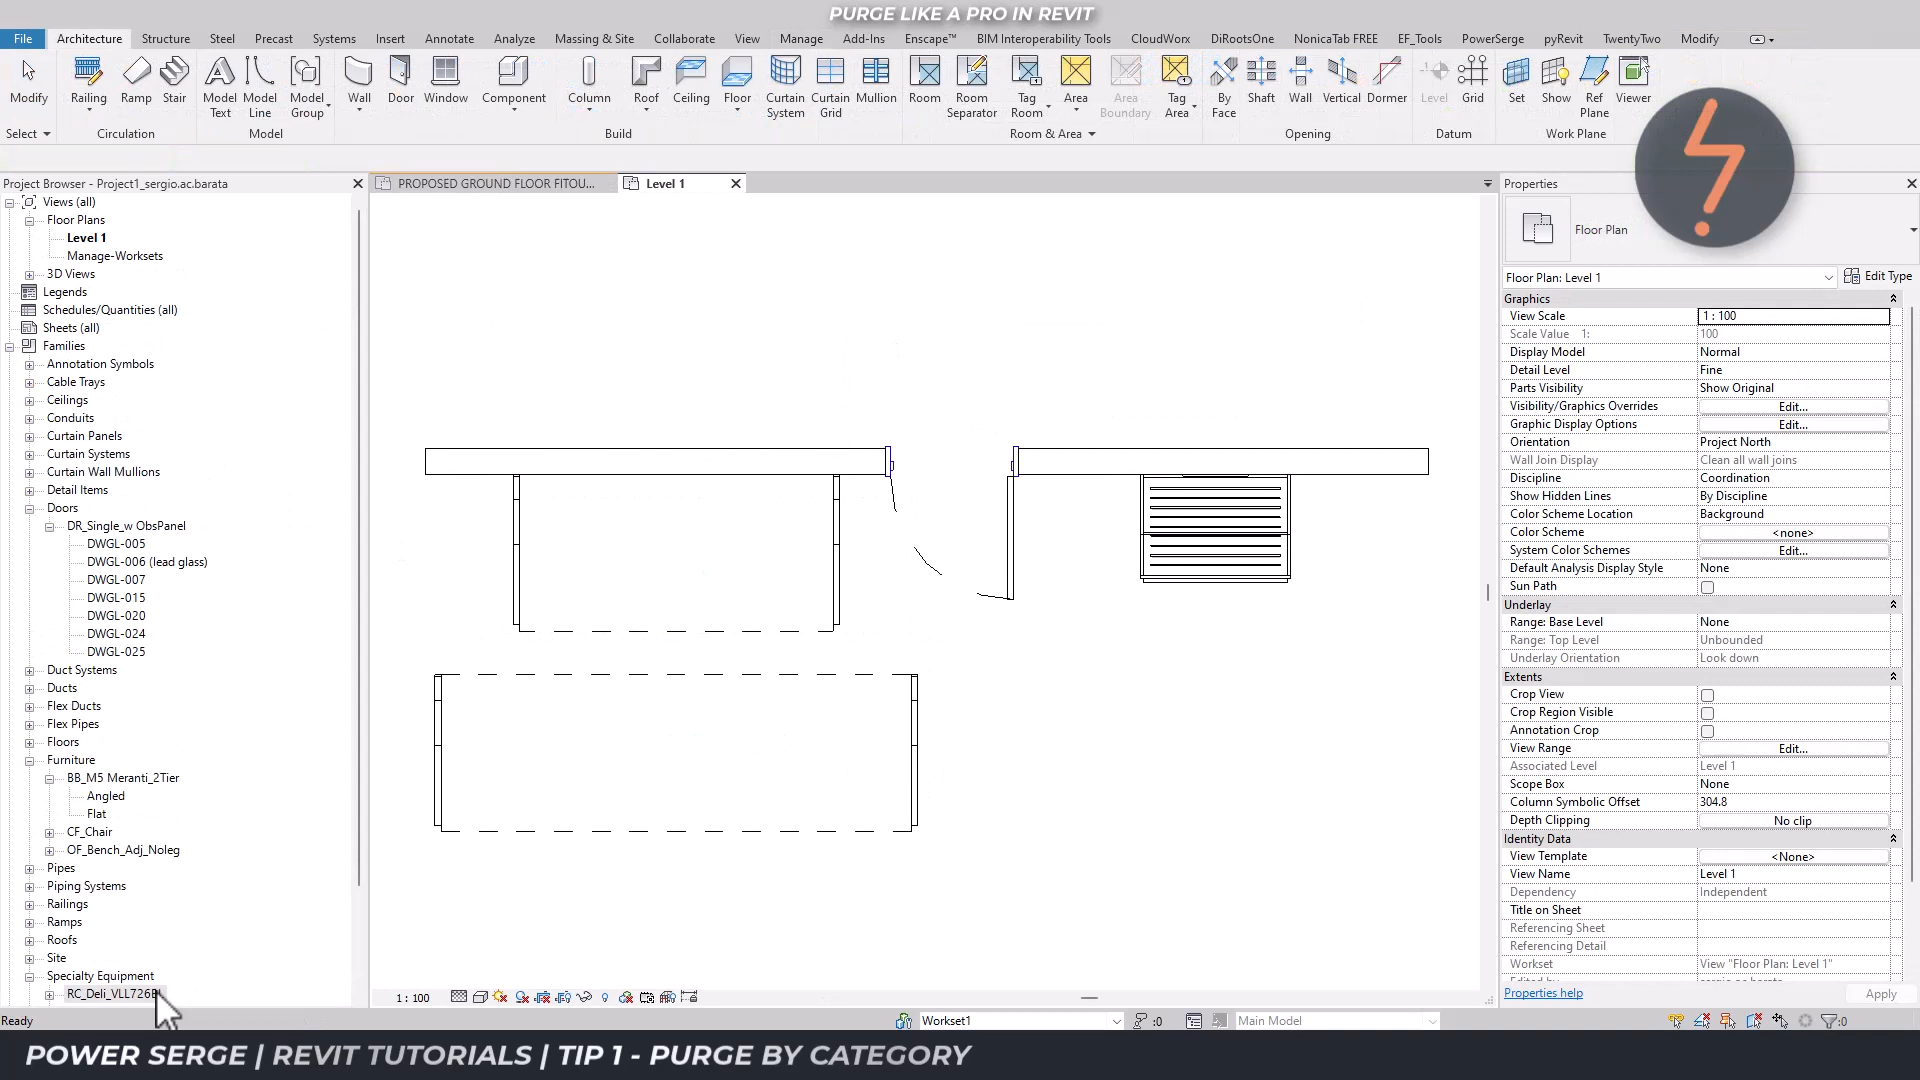 PURGE LIKE A PRO IN REVIT
File Architecture Structure Steel Precast Systems Insert Annotate Analyze Massing & Site Collaborate View Manage Add-Ins Enscape™ BIM Interoperability Tools CloudWorx DiRootsOne NonicaTab FREE EF_Tools PowerSerge pyRevit TwentyTwo Modify
Modify Railing Ramp Stair Model Text Model Line Model Group Wall Door Window Component Column Roof Ceiling Floor Curtain System Curtain Grid Mullion Room Room Separator Tag Room Area Area Boundary Tag Area By Face Shaft Wall Vertical Dormer Level Grid Set Show Ref Plane Viewer
Select Circulation Model Build Room & Area Opening Datum Work Plane
Project Browser - Project1_sergio.ac.barata
Views (all)
Floor Plans
Level 1
Manage-Worksets
3D Views
Legends
Schedules/Quantities (all)
Sheets (all)
Families
Annotation Symbols
Cable Trays
Ceilings
Conduits
Curtain Panels
Curtain Systems
Curtain Wall Mullions
Detail Items
Doors
DR_Single_w ObsPanel
DWGL-005
DWGL-006 (lead glass)
DWGL-007
DWGL-015
DWGL-020
DWGL-024
DWGL-025
Duct Systems
Ducts
Flex Ducts
Flex Pipes
Floors
Furniture
BB_M5 Meranti_2Tier
Angled
Flat
CF_Chair
OF_Bench_Adj_Noleg
Pipes
Piping Systems
Railings
Ramps
Roofs
Site
Specialty Equipment
RC_Deli_VLL726
PROPOSED GROUND FLOOR FITOU... Level 1
1 : 100
Properties
Floor Plan
Floor Plan: Level 1 Edit Type
Graphics
View Scale 1 : 100
Scale Value 1: 100
Display Model Normal
Detail Level Fine
Parts Visibility Show Original
Visibility/Graphics Overrides Edit...
Graphic Display Options Edit...
Orientation Project North
Wall Join Display Clean all wall joins
Discipline Coordination
Show Hidden Lines By Discipline
Color Scheme Location Background
Color Scheme <none>
System Color Schemes Edit...
Default Analysis Display Style None
Sun Path
Underlay
Range: Base Level None
Range: Top Level Unbounded
Underlay Orientation Look down
Extents
Crop View
Crop Region Visible
Annotation Crop
View Range Edit...
Associated Level Level 1
Scope Box None
Column Symbolic Offset 304.8
Depth Clipping No clip
Identity Data
View Template <None>
View Name Level 1
Dependency Independent
Title on Sheet
Referencing Sheet
Referencing Detail
Workset View "Floor Plan: Level 1"
Properties help Apply
Ready Workset1 :0 Main Model :0
POWER SERGE | REVIT TUTORIALS | TIP 1 - PURGE BY CATEGORY